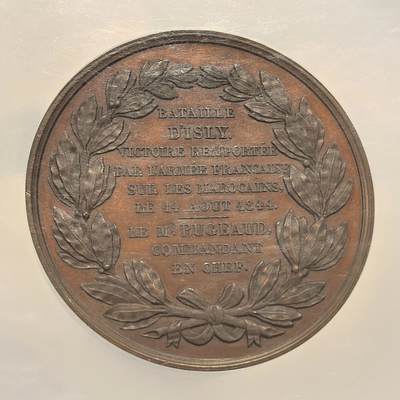 BATAILLE
D'ISLY.
VICTOIRE REMPORTÉE
PAR L'ARMÉE FRANÇAISE
SUR LES MAROCAINS,
LE 14 AOUT 1844.
LE Mal BUGEAUD,
COMMANDANT
EN CHEF.